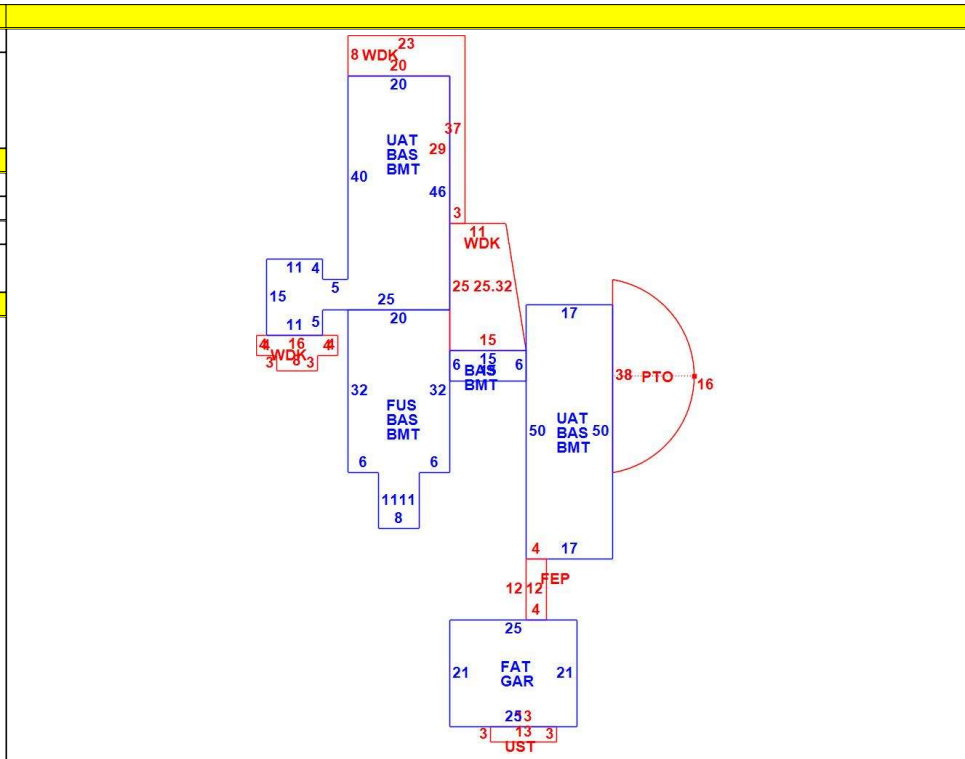 23
8 WDK
20
20
37
UAT
BAS
BMT
29
40
46
3
11
WDK
11 4
5
15
25
25 25.32
11 5
20
17
4 16 4
WDK
3 8 3
15
15
6 6
BAS
BMT
38 PTO 16
32 32
FUS
BAS
BMT
50 UAT 50
BAS
BMT
6 6
1111
8
4 17
FEP
12 12
4
25
21 FAT 21
GAR
25 13
3 13 3
UST